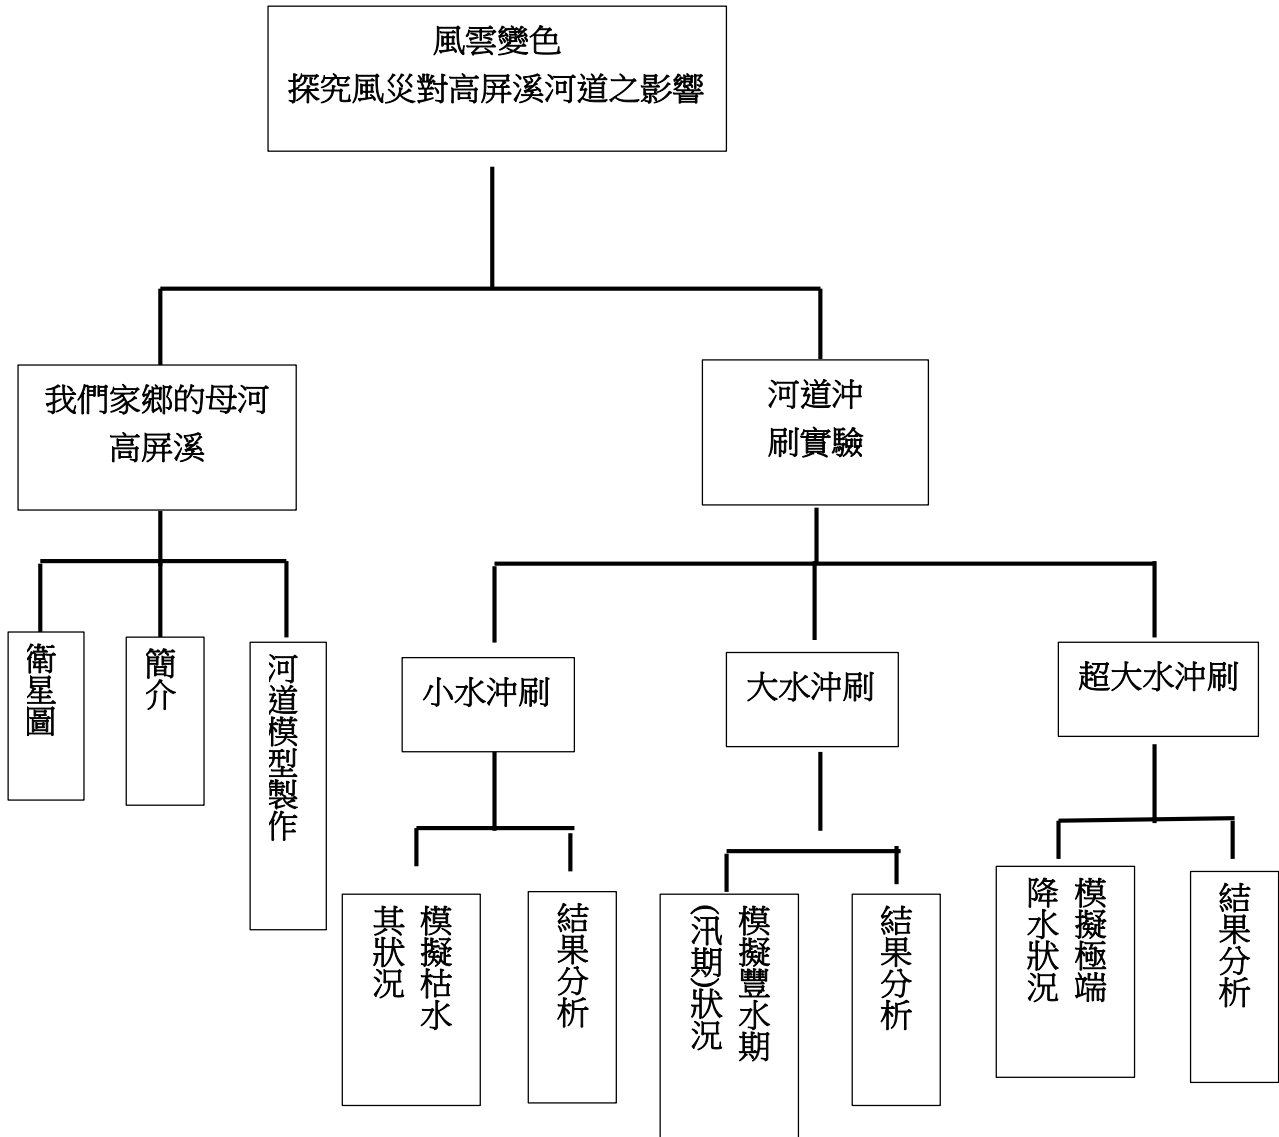 風雲變色
探究風災對高屏溪河道之影響
我們家鄉的母河
高屏溪
河道沖
刷實驗
衛星圖
簡介
河道模型製作
小水沖刷
大水沖刷
超大水沖刷
模擬枯水
其狀況
結果分析
模擬豐水期
(汛期)狀況
結果分析
模擬極端
降水狀況
結果分析